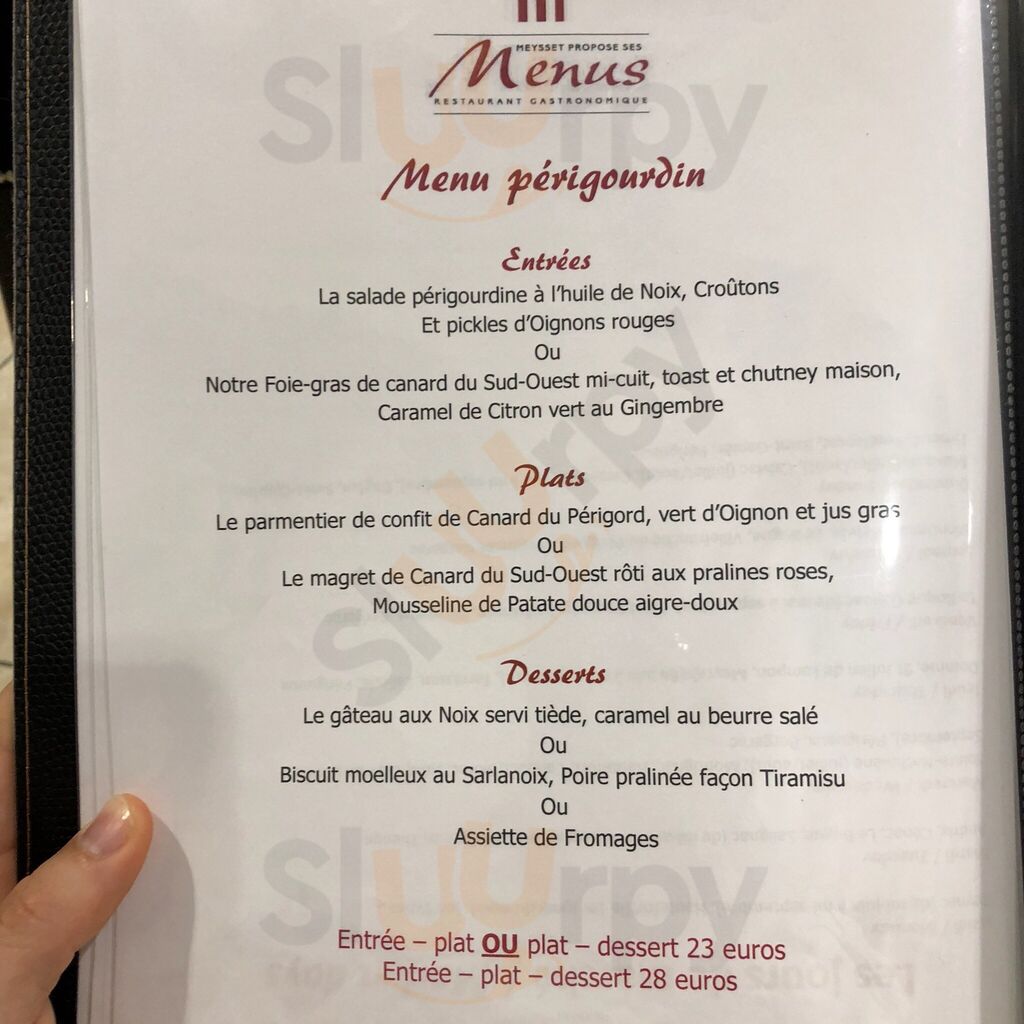 MEYSSET PROPOSE SES
Menus
RESTAURANT GASTRONOMIQUE
Menu périgourdin
Entrées
La salade périgourdine à l'huile de Noix, Croûtons
Et pickles d'Oignons rouges
Ou
Notre Foie-gras de canard du Sud-Ouest mi-cuit, toast et chutney maison,
Caramel de Citron vert au Gingembre
Plats
Le parmentier de confit de Canard du Périgord, vert d'Oignon et jus gras
Ou
Le magret de Canard du Sud-Ouest rôti aux pralines roses,
Mousseline de Patate douce aigre-doux
Desserts
Le gâteau aux Noix servi tiède, caramel au beurre salé
Ou
Biscuit moelleux au Sarlanoix, Poire pralinée façon Tiramisu
Ou
Assiette de Fromages
Entrée – plat OU plat – dessert 23 euros
Entrée – plat – dessert 28 euros
Sluurpy
Sluurpy
Sluurpy